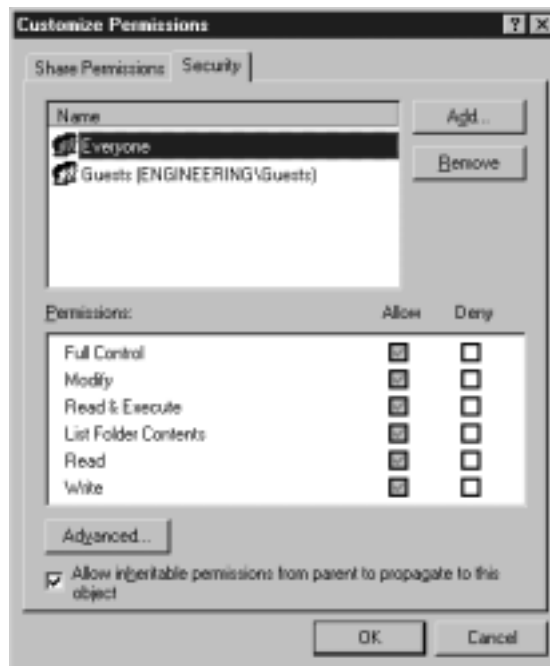 Customize Permissions
Share Permissions Security
Name
Add...
Everyone
Remove
Guests (ENGINEERING\Guests)
Permissions: Allow Deny
Full Control
Modify
Read & Execute
List Folder Contents
Read
Write
Advanced...
Allow inheritable permissions from parent to propagate to this
object
OK Cancel